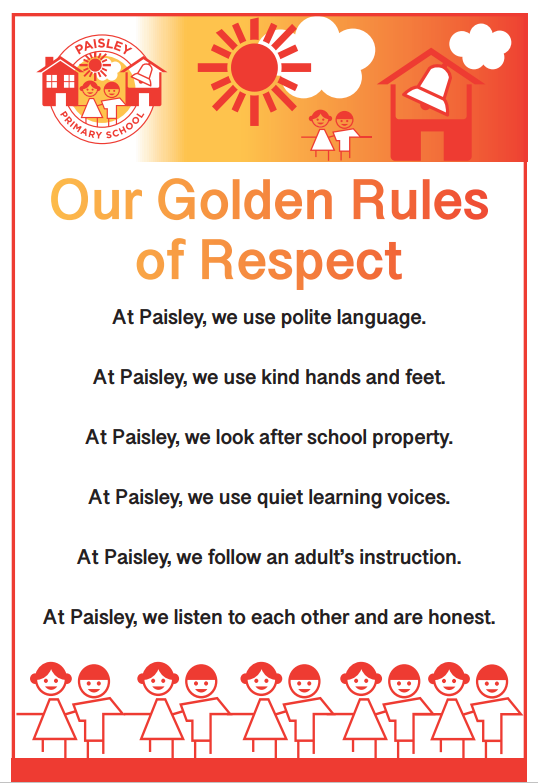 PAISLEY
PRIMARY SCHOOL
Our Golden Rules
of Respect
At Paisley, we use polite language.
At Paisley, we use kind hands and feet.
At Paisley, we look after school property.
At Paisley, we use quiet learning voices.
At Paisley, we follow an adult’s instruction.
At Paisley, we listen to each other and are honest.